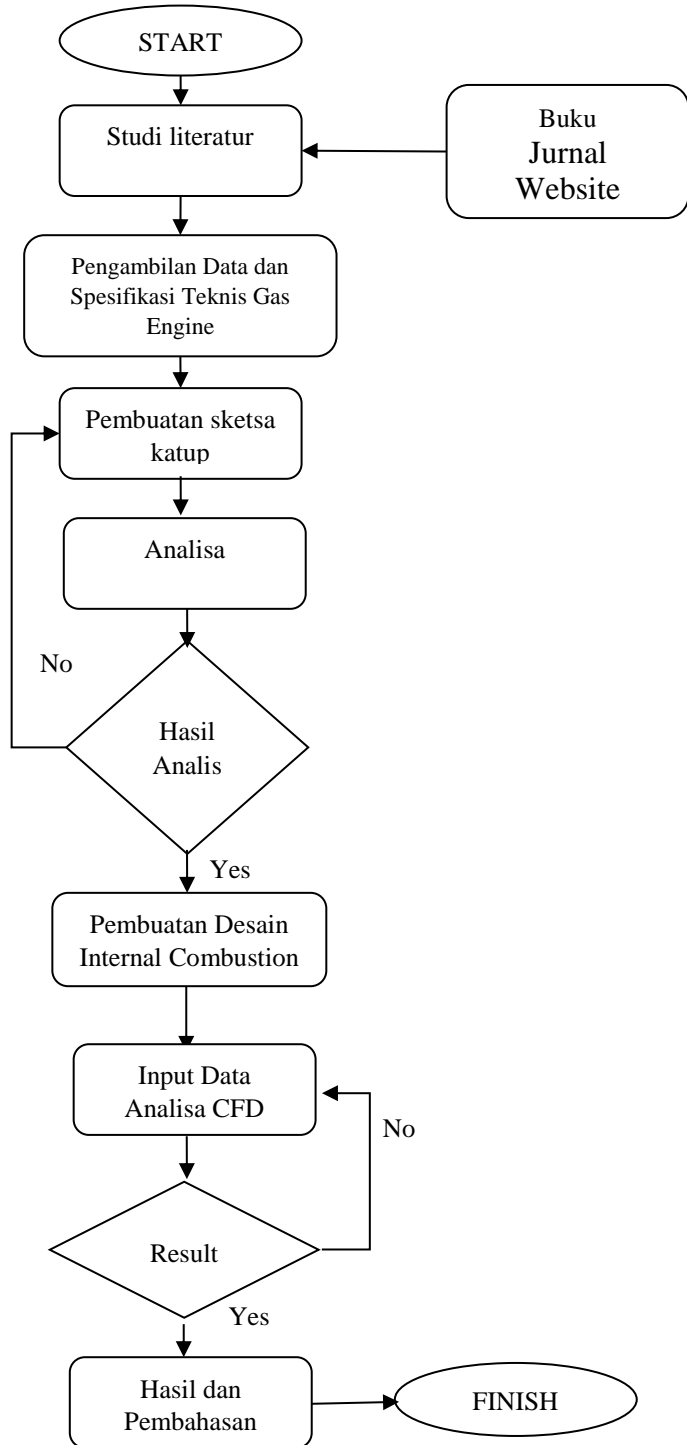 START
Studi literatur
Buku
Jurnal
Website
Pengambilan Data dan
Spesifikasi Teknis Gas
Engine
Pembuatan sketsa
katup
Analisa
No
Hasil
Analis
Yes
Pembuatan Desain
Internal Combustion
Input Data
Analisa CFD
No
Result
Yes
Hasil dan
Pembahasan
FINISH